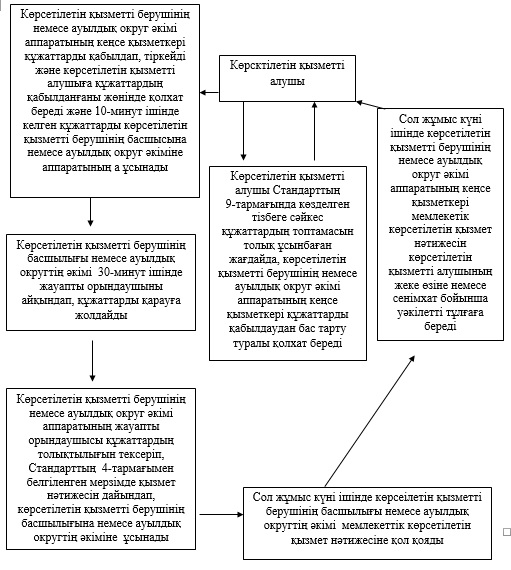 Көрсетілетін қызметті берушінің
немесе ауылдық округ әкімі
аппаратының кеңсе қызметкері
құжаттарды қабылдап, тіркейді
және көрсетілетін қызметті
алушыға құжаттардың
қабылданғаны жөнінде қолхат
береді және 10-минут ішінде
келген құжаттарды көрсетілетін
қызметті берушінің басшысына
немесе ауылдық округ әкіміне
аппаратының а ұсынады
Көрсктілетін қызметті
алушы
Сол жұмыс күні
ішінде көрсетілетін
қызметті берушінің
немесе ауылдық
округ әкімі
аппаратының кеңсе
қызметкері
мемлекетік
көрсетілетін қызмет
нәтижесін
көрсетілетін
қызметті алушының
жеке өзіне немесе
сенімхат бойынша
уәкілетті тұлғаға
береді
Көрсетілетін қызметті
алушы Стандарттың
9-тармағында көзделген
тізбеге сәйкес
құжаттардың топтамасын
толық ұсынбаған
жағдайда, көрсетілетін
қызметті берушінің немесе
ауылдық округ әкімі
аппаратының кеңсе
қызметкері құжаттарды
қабылдаудан бас тарту
туралы қолхат береді
Көрсетілетін қызметті берушінің
басшылығы немесе ауылдық
округтің әкімі 30-минут ішінде
жауапты орындаушыны
айқындап, құжаттарды қарауға
жолдайды
Көрсетілетін қызметті берушінің
немесе ауылдық округ әкімі
аппаратының жауапты
орындаушысы құжаттардың
толықтылығын тексеріп,
Стандарттың 4-тармағымен
белгіленген мерзімде қызмет
нәтижесін дайындап,
көрсетілетін қызметті берушінің
басшылығына немесе ауылдық
округтің әкіміне ұсынады
Сол жұмыс күні ішінде көрсеілетін қызметті
берушінің басшылығы немесе ауылдық
округтің әкімі мемлекеттік көрсетілетін
қызмет нәтижесіне қол қояды